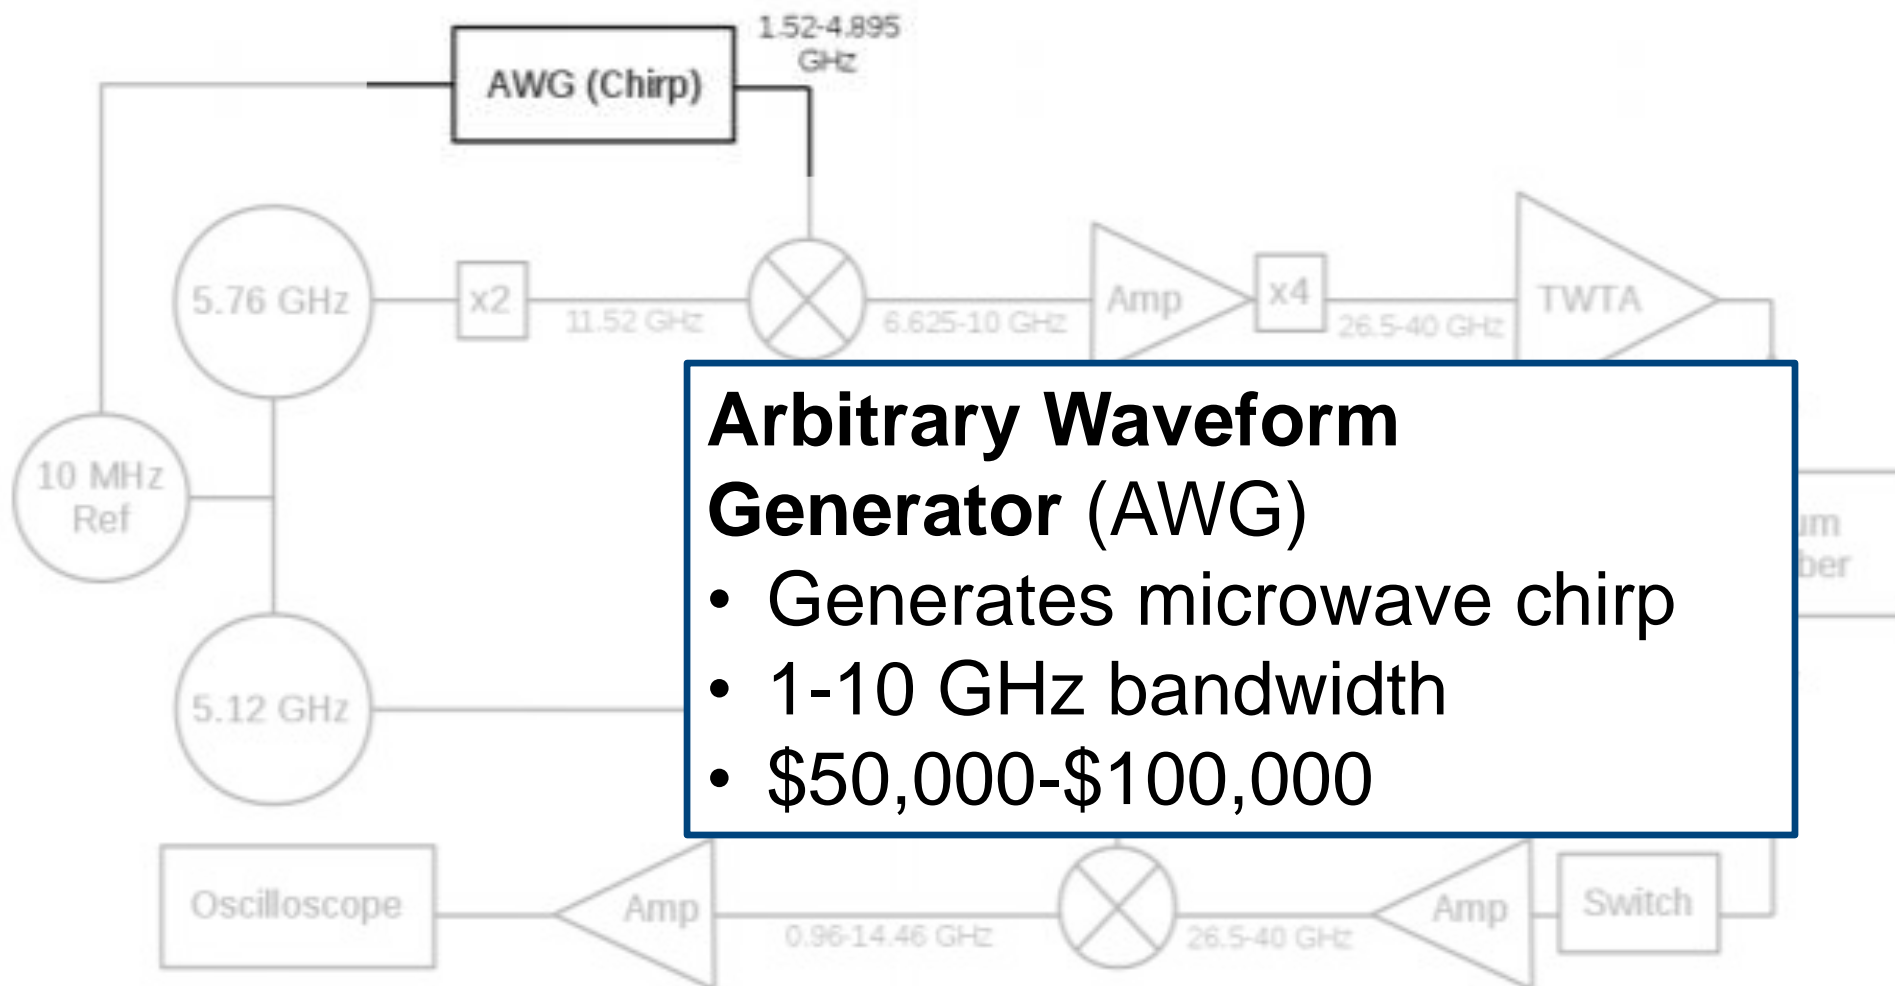 1.52-4.895
GHz
AWG (Chirp)
5.76 GHz
x2
11.52 GHz
6.625-10 GHz
Amp
x4
26.5-40 GHz
TWTA
10 MHz
Ref
Arbitrary Waveform
Generator (AWG)
• Generates microwave chirp
• 1-10 GHz bandwidth
• $50,000-$100,000
um
ber
5.12 GHz
Oscilloscope
Amp
0.96-14.46 GHz
26.5-40 GHz
Amp
Switch